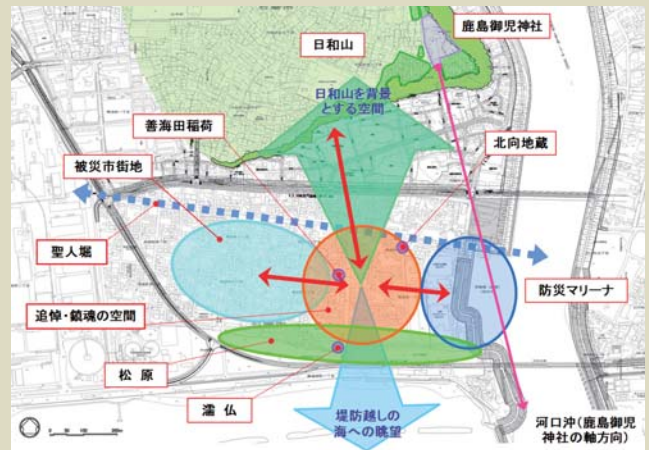 鹿島御児神社
日和山
日和山を背景
とする空間
善海田稲荷
北向地蔵
被災市街地
聖人堀
防災マリーナ
追悼・鎮魂の空間
松 原
濡 仏
堤防越しの
海への眺望
河口沖(鹿島御児
神社の軸方向)